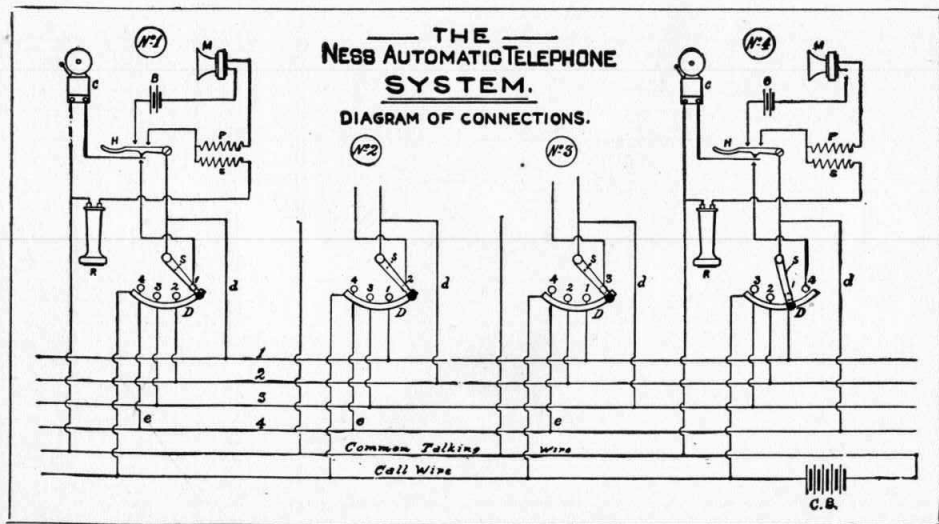 THE
NESS AUTOMATIC TELEPHONE
SYSTEM.
DIAGRAM OF CONNECTIONS.
Nº1
M
B
C
H
P
S
R
S
4 3 2 1
D
d
Nº2
S
4 3 1 2
D
d
Nº3
S
4 2 1 3
D
d
Nº4
M
B
C
H
P
S
R
S
3 2 1 4
D
d
1
2
3
e 4 e e
Common Talking Wire
Call Wire
C.B.